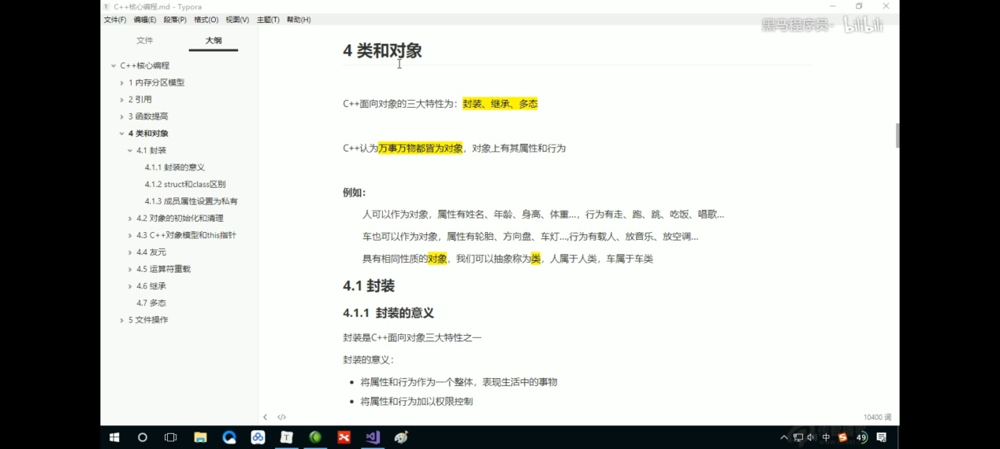 C++核心编程.md - Typora
文件(F) 编辑(E) 段落(P) 格式(O) 视图(V) 主题(T) 帮助(H)
黑马程序员- bilibili
文件 大纲
C++核心编程
1 内存分区模型
2 引用
3 函数提高
4 类和对象
4.1 封装
4.1.1 封装的意义
4.1.2 struct和class区别
4.1.3 成员属性设置为私有
4.2 对象的初始化和清理
4.3 C++对象模型和this指针
4.4 友元
4.5 运算符重载
4.6 继承
4.7 多态
5 文件操作
4 类和对象
C++面向对象的三大特性为：封装、继承、多态
C++认为万事万物都皆为对象，对象上有其属性和行为
例如：
人可以作为对象，属性有姓名、年龄、身高、体重...，行为有走、跑、跳、吃饭、唱歌...
车也可以作为对象，属性有轮胎、方向盘、车灯...,行为有载人、放音乐、放空调...
具有相同性质的对象，我们可以抽象称为类，人属于人类，车属于车类
4.1 封装
4.1.1 封装的意义
封装是C++面向对象三大特性之一
封装的意义：
将属性和行为作为一个整体，表现生活中的事物
将属性和行为加以权限控制
10400 词
中 49